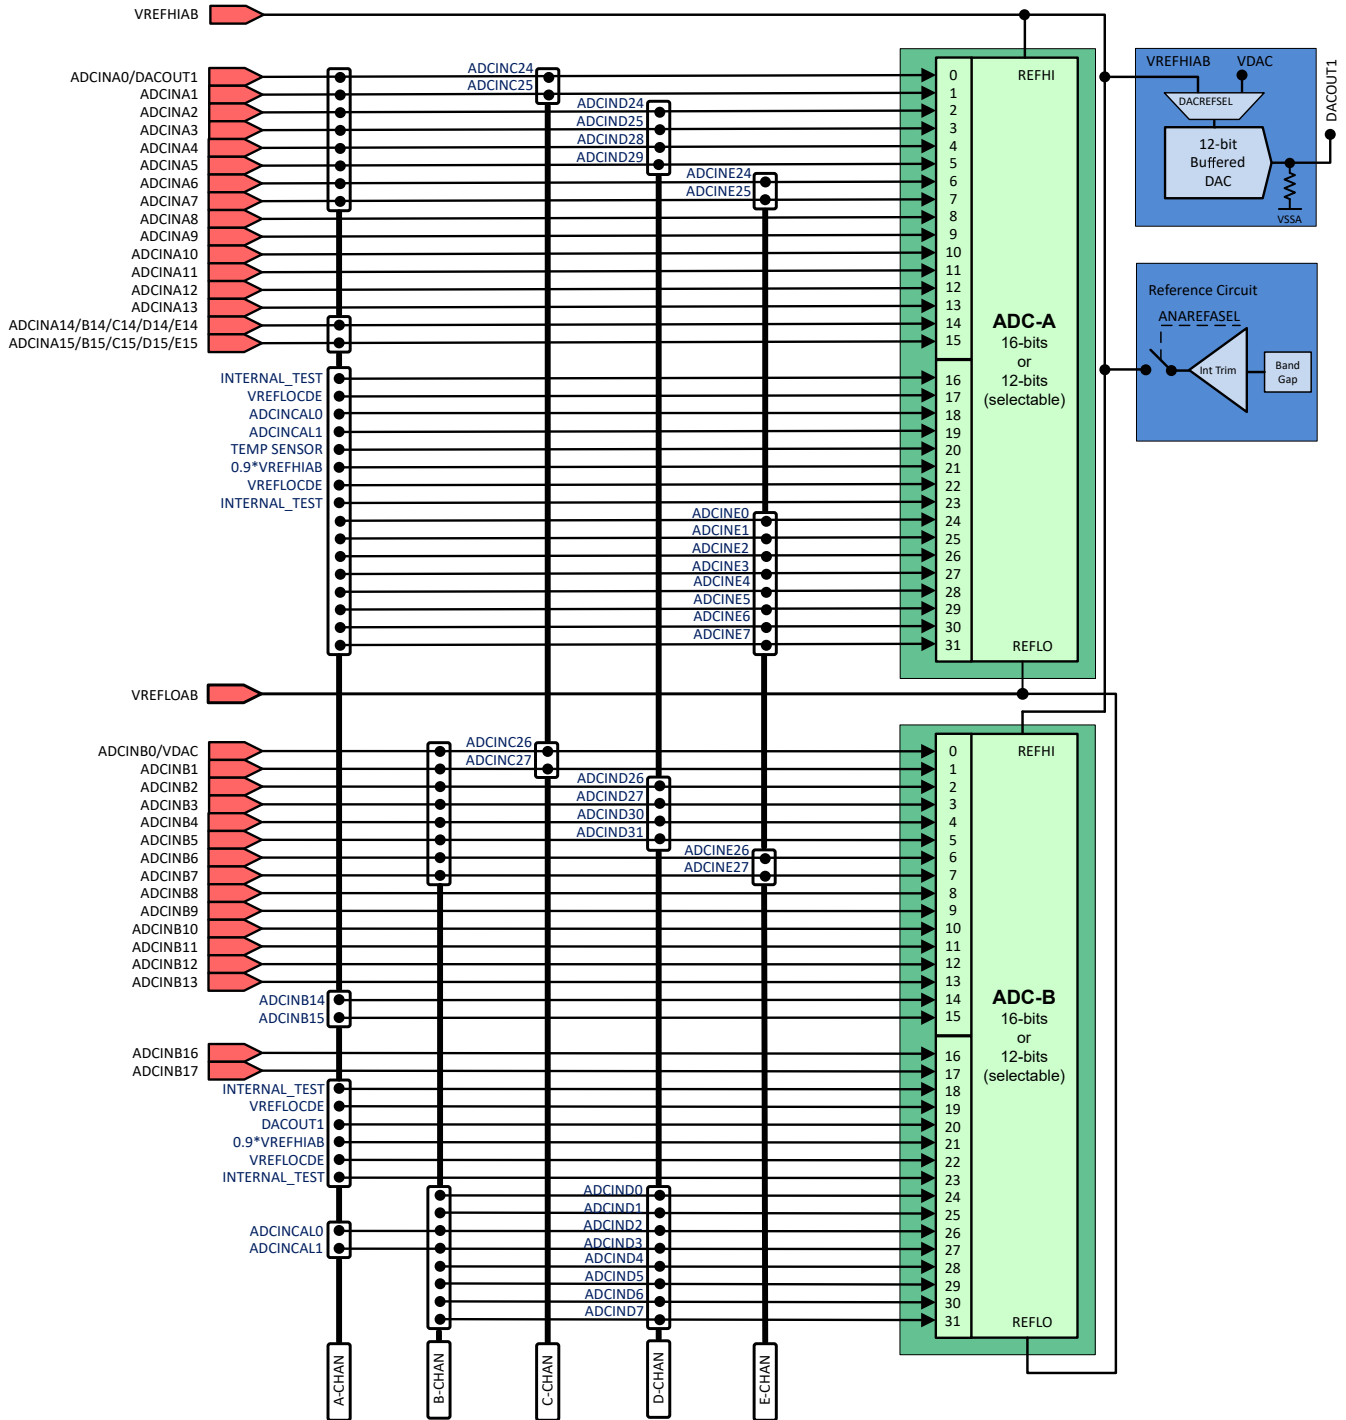 VREFHIAB
ADCINA0/DACOUT1
ADCINA1
ADCINA2
ADCINA3
ADCINA4
ADCINA5
ADCINA6
ADCINA7
ADCINA8
ADCINA9
ADCINA10
ADCINA11
ADCINA12
ADCINA13
ADCINA14/B14/C14/D14/E14
ADCINA15/B15/C15/D15/E15
INTERNAL_TEST
VREFLOCDE
ADCINCAL0
ADCINCAL1
TEMP SENSOR
0.9*VREFHIAB
VREFLOCDE
INTERNAL_TEST
ADCINC24
ADCINC25
ADCIND24
ADCIND25
ADCIND28
ADCIND29
ADCINE24
ADCINE25
ADCINE0
ADCINE1
ADCINE2
ADCINE3
ADCINE4
ADCINE5
ADCINE6
ADCINE7
0
1
2
3
4
5
6
7
8
9
10
11
12
13
14
15
16
17
18
19
20
21
22
23
24
25
26
27
28
29
30
31
REFHI
ADC-A
16-bits
or
12-bits
(selectable)
REFLO
VREFHIAB VDAC
DACREFSEL
12-bit
Buffered
DAC
VSSA
DACOUT1
Reference Circuit
ANAREFASEL
Int Trim
Band
Gap
VREFLOAB
ADCINB0/VDAC
ADCINB1
ADCINB2
ADCINB3
ADCINB4
ADCINB5
ADCINB6
ADCINB7
ADCINB8
ADCINB9
ADCINB10
ADCINB11
ADCINB12
ADCINB13
ADCINB14
ADCINB15
ADCINB16
ADCINB17
INTERNAL_TEST
VREFLOCDE
DACOUT1
0.9*VREFHIAB
VREFLOCDE
INTERNAL_TEST
ADCINCAL0
ADCINCAL1
ADCINC26
ADCINC27
ADCIND26
ADCIND27
ADCIND30
ADCIND31
ADCINE26
ADCINE27
ADCIND0
ADCIND1
ADCIND2
ADCIND3
ADCIND4
ADCIND5
ADCIND6
ADCIND7
0
1
2
3
4
5
6
7
8
9
10
11
12
13
14
15
16
17
18
19
20
21
22
23
24
25
26
27
28
29
30
31
REFHI
ADC-B
16-bits
or
12-bits
(selectable)
REFLO
A-CHAN
B-CHAN
C-CHAN
D-CHAN
E-CHAN